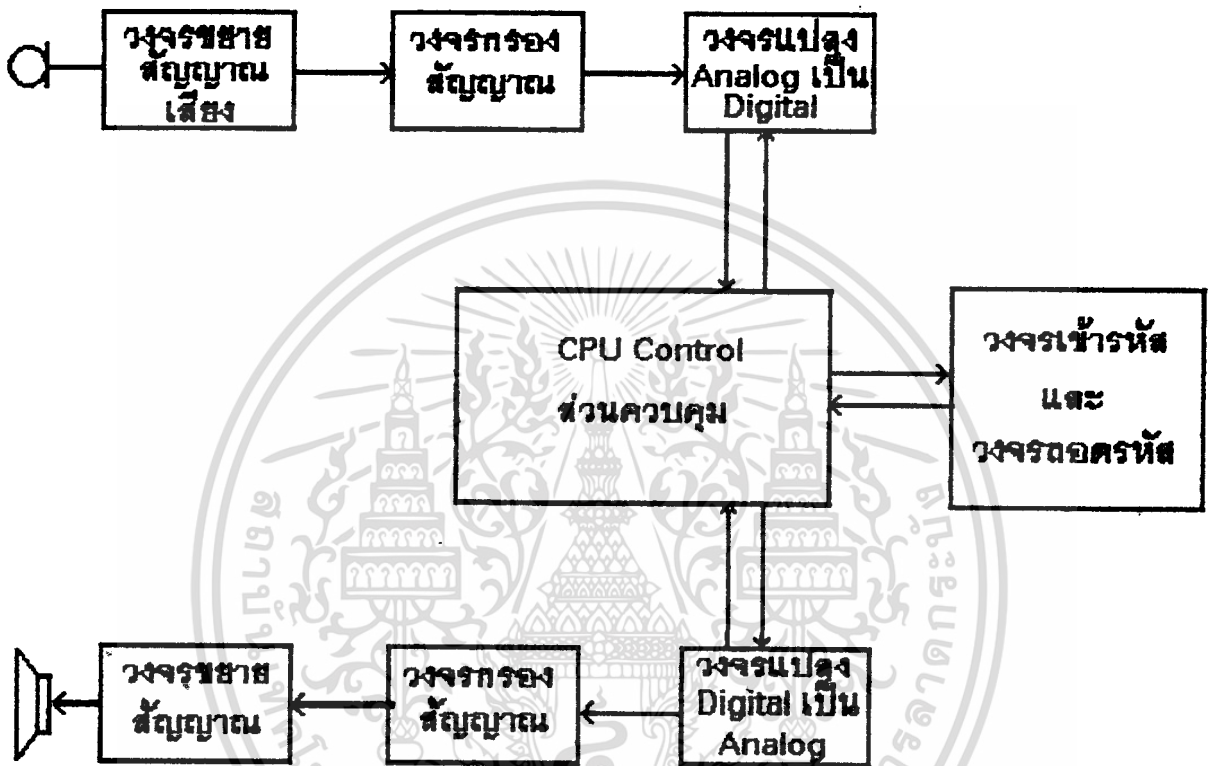 วงจรขยาย
สัญญาณ
เสียง
วงจรกรอง
สัญญาณ
วงจรแปลง
Analog เป็น
Digital
CPU Control
ส่วนควบคุม
วงจรเข้ารหัส
และ
วงจรถอดรหัส
วงจรขยาย
สัญญาณ
วงจรกรอง
สัญญาณ
วงจรแปลง
Digital เป็น
Analog